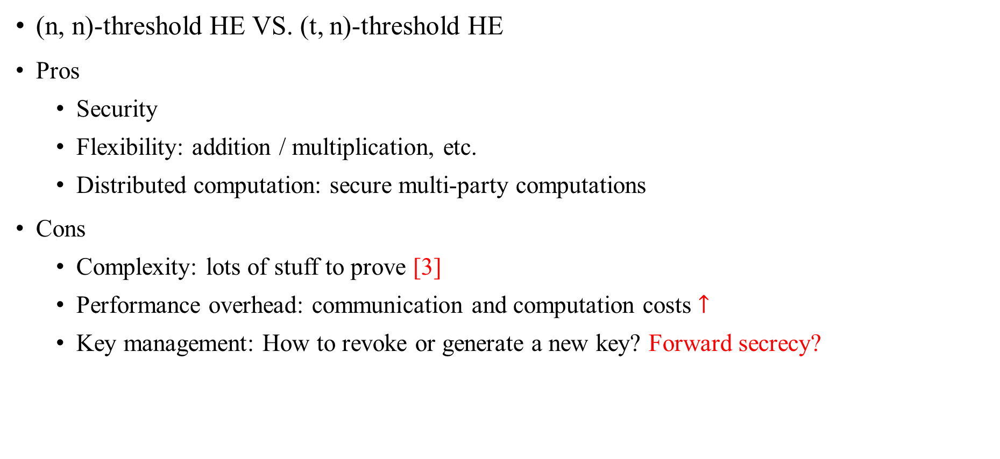 • (n, n)-threshold HE VS. (t, n)-threshold HE
• Pros
• Security
• Flexibility: addition / multiplication, etc.
• Distributed computation: secure multi-party computations
• Cons
• Complexity: lots of stuff to prove [3]
• Performance overhead: communication and computation costs ↑
• Key management: How to revoke or generate a new key? Forward secrecy?